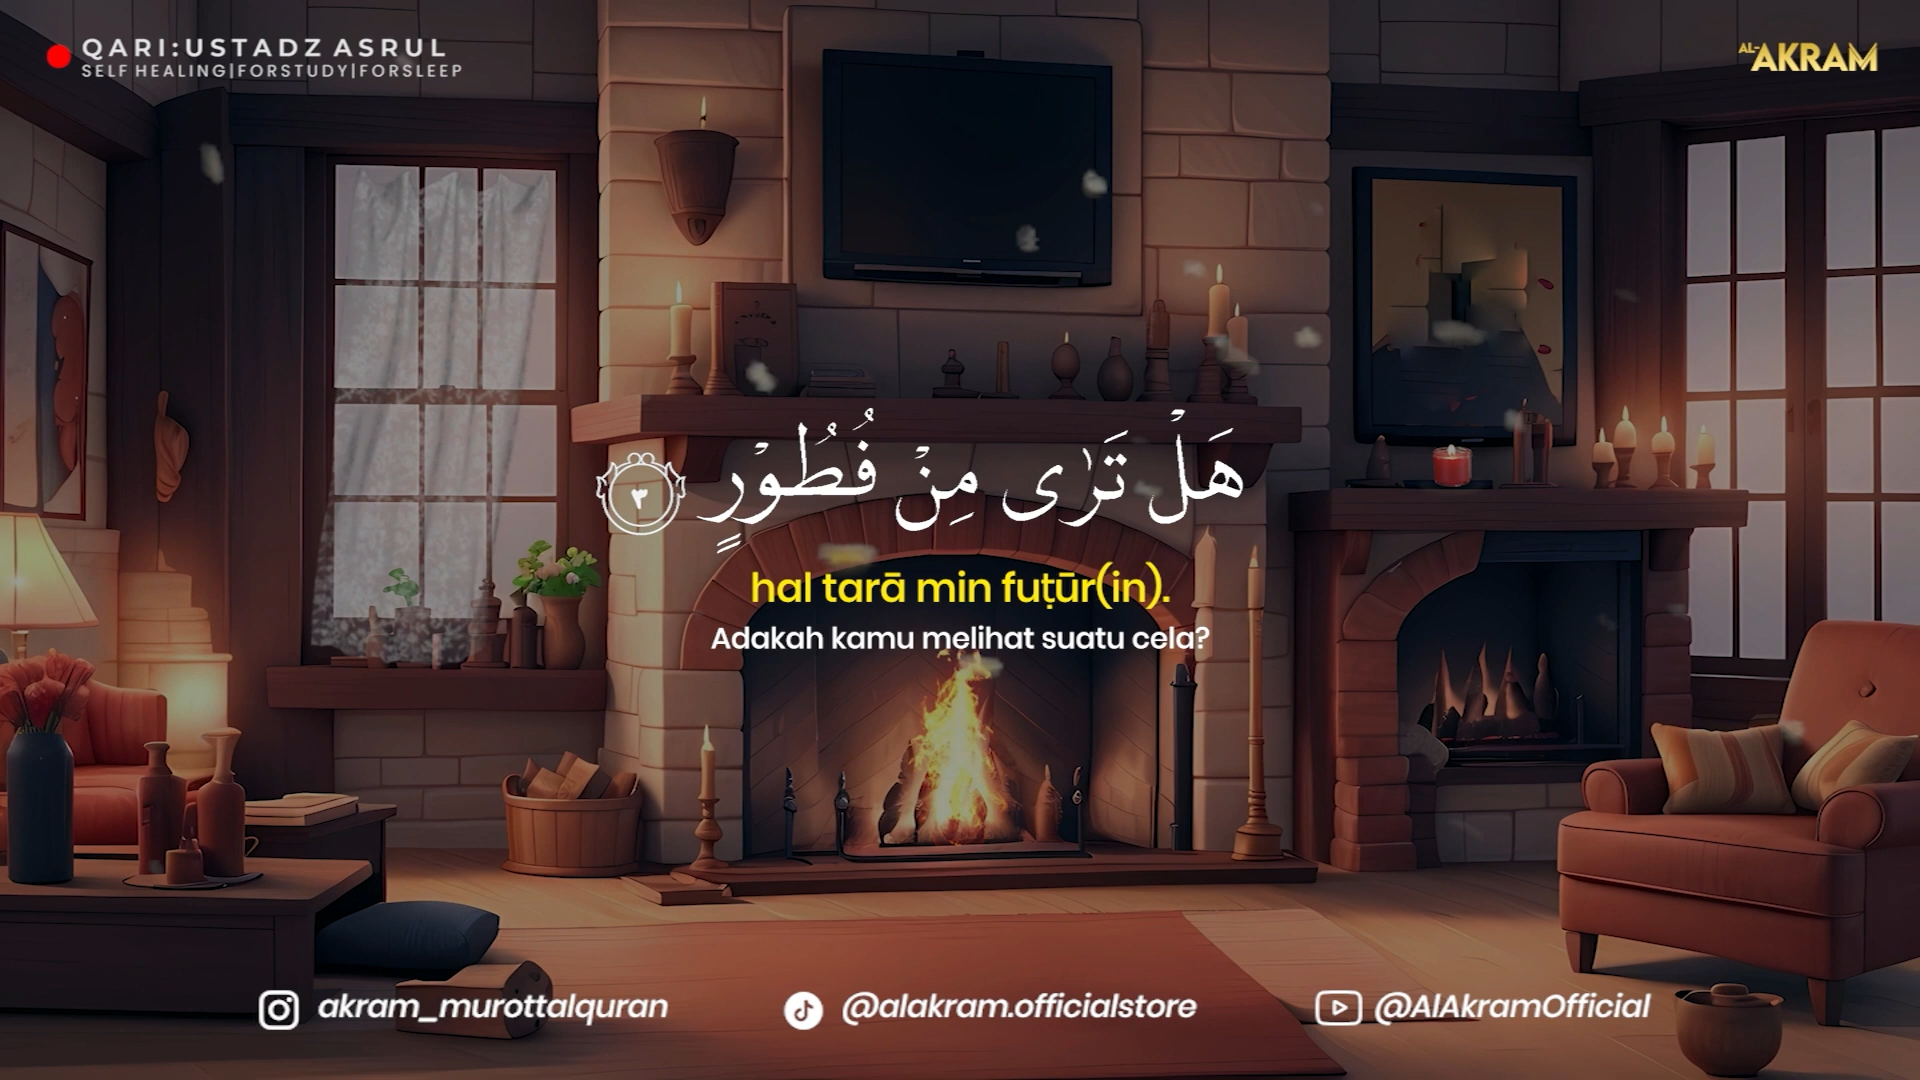 QARI:USTADZ ASRUL
SELF HEALING|FORSTUDY|FORSLEEP
AL-AKRAM
هَلْ تَرٰى مِنْ فُطُوْرٍ ٣
hal tarā min fuṭūr(in).
Adakah kamu melihat suatu cela?
akram_murottalquran
@alakram.officialstore
@AlAkramOfficial